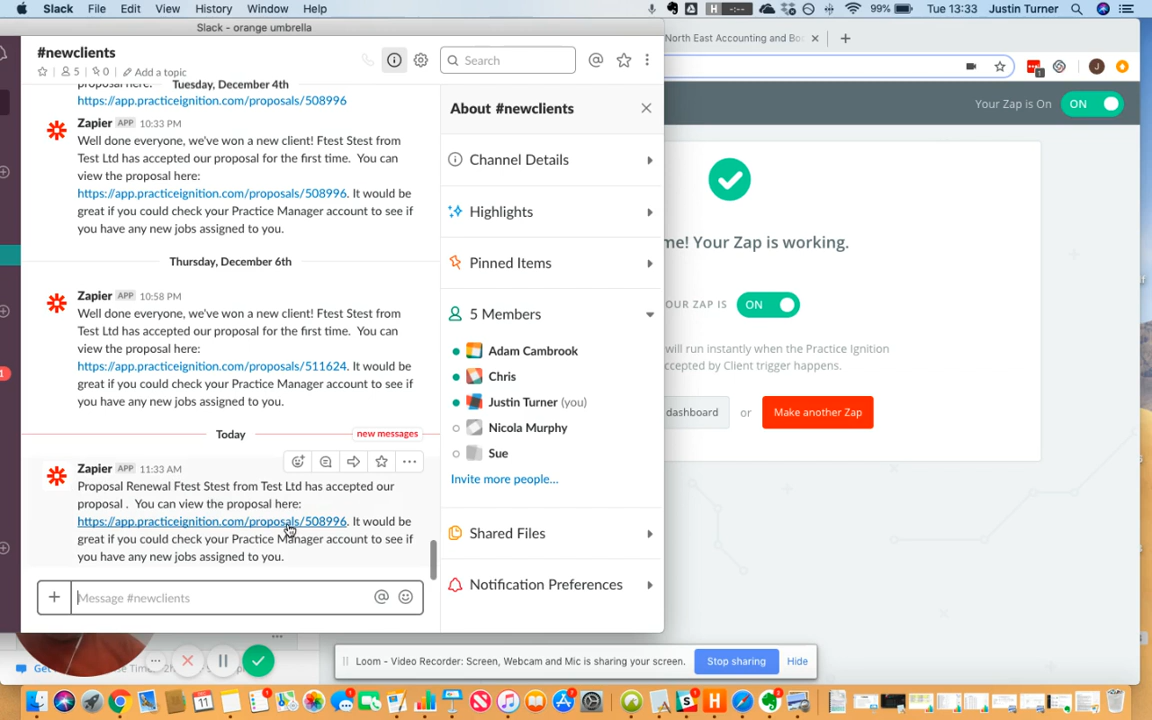 Slack File Edit View History Window Help
99% Tue 13:33 Justin Turner
Slack - orange umbrella
#newclients
5 0 Add a topic
Search
Tuesday, December 4th
https://app.practiceignition.com/proposals/508996
Zapier APP 10:33 PM
Well done everyone, we've won a new client! Ftest Stest from
Test Ltd has accepted our proposal for the first time. You can
view the proposal here:
https://app.practiceignition.com/proposals/508996. It would be
great if you could check your Practice Manager account to see if
you have any new jobs assigned to you.
Thursday, December 6th
Zapier APP 10:58 PM
Well done everyone, we've won a new client! Ftest Stest from
Test Ltd has accepted our proposal for the first time. You can
view the proposal here:
https://app.practiceignition.com/proposals/511624. It would be
great if you could check your Practice Manager account to see if
you have any new jobs assigned to you.
Today
new messages
Zapier APP 11:33 AM
Proposal Renewal Ftest Stest from Test Ltd has accepted our
proposal . You can view the proposal here:
https://app.practiceignition.com/proposals/508996. It would be
great if you could check your Practice Manager account to see if
you have any new jobs assigned to you.
Message #newclients
About #newclients
Channel Details
Highlights
Pinned Items
5 Members
Adam Cambrook
Chris
Justin Turner (you)
Nicola Murphy
Sue
Invite more people...
Shared Files
Notification Preferences
North East Accounting and Bo
1
J
Your Zap is On ON
me! Your Zap is working.
OUR ZAP IS ON
will run instantly when the Practice Ignition
ccepted by Client trigger happens.
dashboard or Make another Zap
Loom - Video Recorder: Screen, Webcam and Mic is sharing your screen. Stop sharing Hide